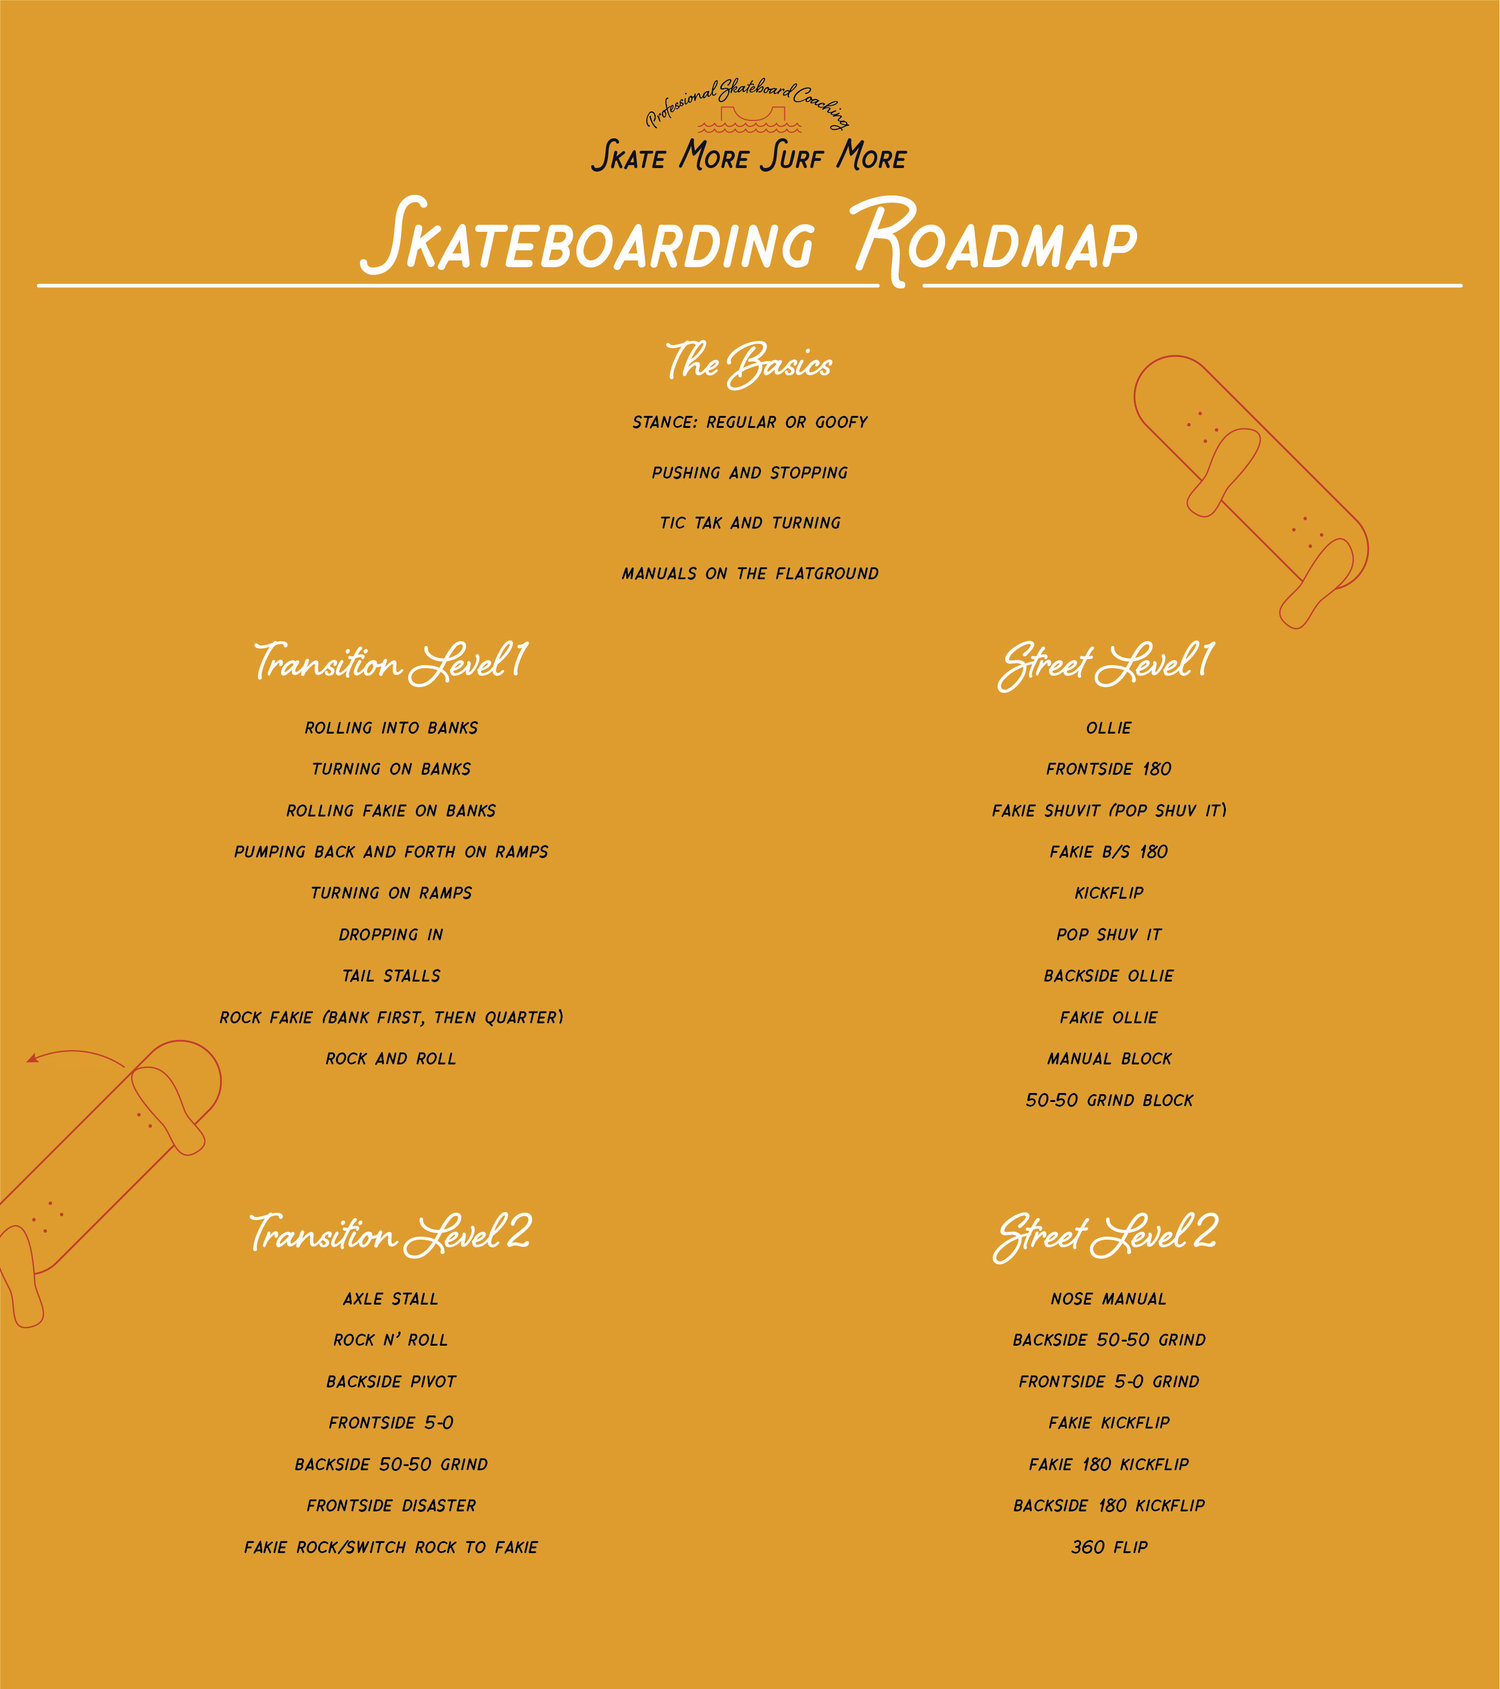 Professional Skateboard Coaching
Skate More Surf More
Skateboarding Roadmap
The Basics
STANCE: REGULAR OR GOOFY
PUSHING AND STOPPING
TIC TAK AND TURNING
MANUALS ON THE FLATGROUND
Transition Level 1
ROLLING INTO BANKS
TURNING ON BANKS
ROLLING FAKIE ON BANKS
PUMPING BACK AND FORTH ON RAMPS
TURNING ON RAMPS
DROPPING IN
TAIL STALLS
ROCK FAKIE (BANK FIRST, THEN QUARTER)
ROCK AND ROLL
Street Level 1
OLLIE
FRONTSIDE 180
FAKIE SHUVIT (POP SHUV IT)
FAKIE B/S 180
KICKFLIP
POP SHUV IT
BACKSIDE OLLIE
FAKIE OLLIE
MANUAL BLOCK
50-50 GRIND BLOCK
Transition Level 2
AXLE STALL
ROCK N' ROLL
BACKSIDE PIVOT
FRONTSIDE 5-0
BACKSIDE 50-50 GRIND
FRONTSIDE DISASTER
FAKIE ROCK/SWITCH ROCK TO FAKIE
Street Level 2
NOSE MANUAL
BACKSIDE 50-50 GRIND
FRONTSIDE 5-0 GRIND
FAKIE KICKFLIP
FAKIE 180 KICKFLIP
BACKSIDE 180 KICKFLIP
360 FLIP